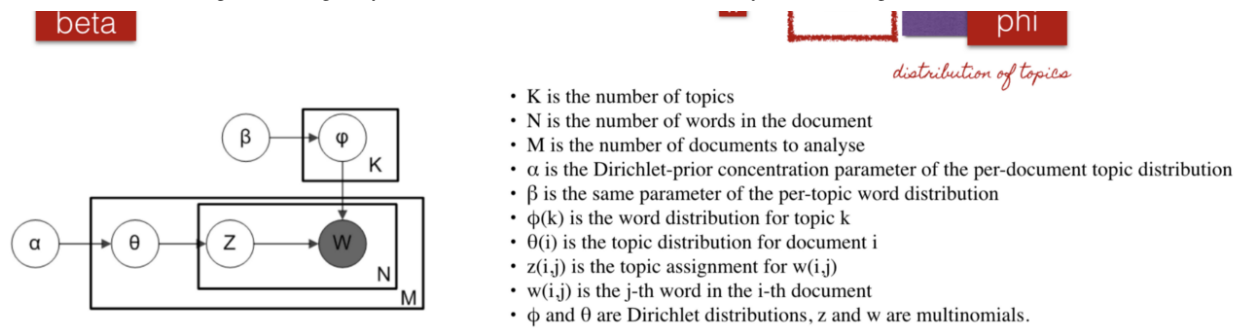 beta
phi
distribution of topics
β
φ
K
α
θ
Z
W
N
M
• K is the number of topics
• N is the number of words in the document
• M is the number of documents to analyse
• α is the Dirichlet-prior concentration parameter of the per-document topic distribution
• β is the same parameter of the per-topic word distribution
• ϕ(k) is the word distribution for topic k
• θ(i) is the topic distribution for document i
• z(i,j) is the topic assignment for w(i,j)
• w(i,j) is the j-th word in the i-th document
• ϕ and θ are Dirichlet distributions, z and w are multinomials.